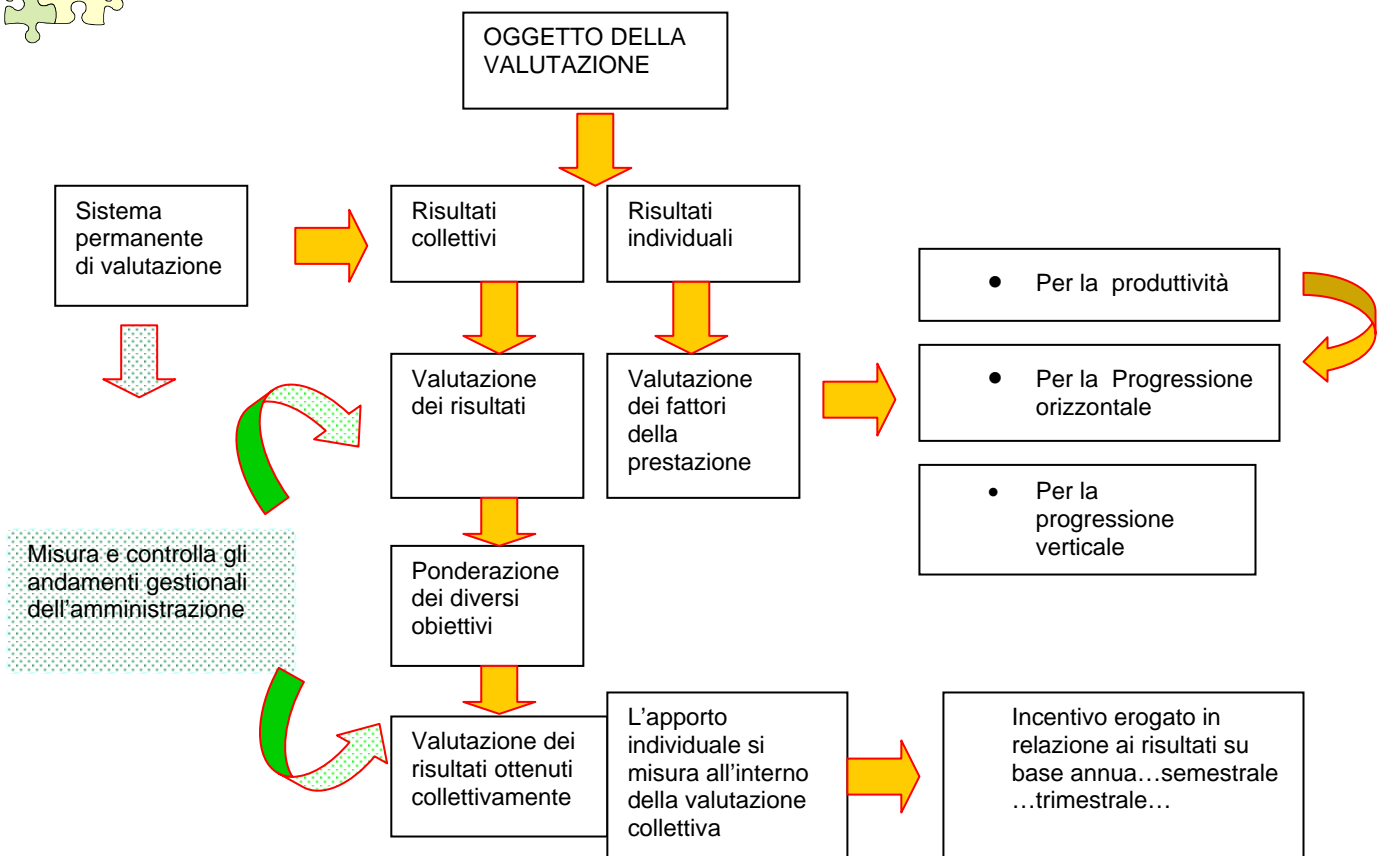 OGGETTO DELLA
VALUTAZIONE
Sistema
permanente
di valutazione
Risultati
collettivi
Risultati
individuali
• Per la produttività
Valutazione
dei risultati
Valutazione
dei fattori
della
prestazione
• Per la Progressione
orizzontale
• Per la
progressione
verticale
Misura e controlla gli
andamenti gestionali
dell’amministrazione
Ponderazione
dei diversi
obiettivi
Valutazione dei
risultati ottenuti
collettivamente
L’apporto
individuale si
misura all’interno
della valutazione
collettiva
Incentivo erogato in
relazione ai risultati su
base annua…semestrale
…trimestrale…